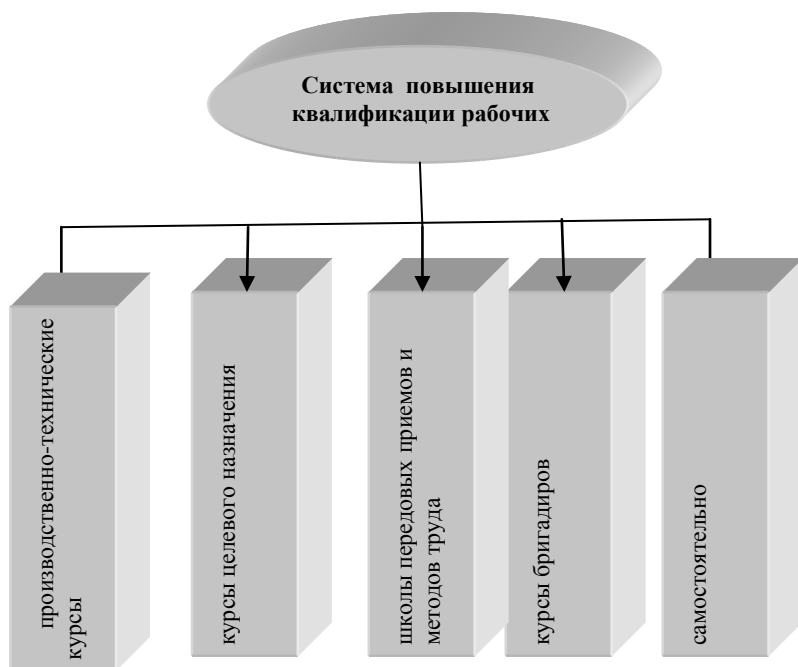 Система повышения
квалификации рабочих
производственно-технические
курсы
курсы целевого назначения
школы передовых приемов и
методов труда
курсы бригадиров
самостоятельно